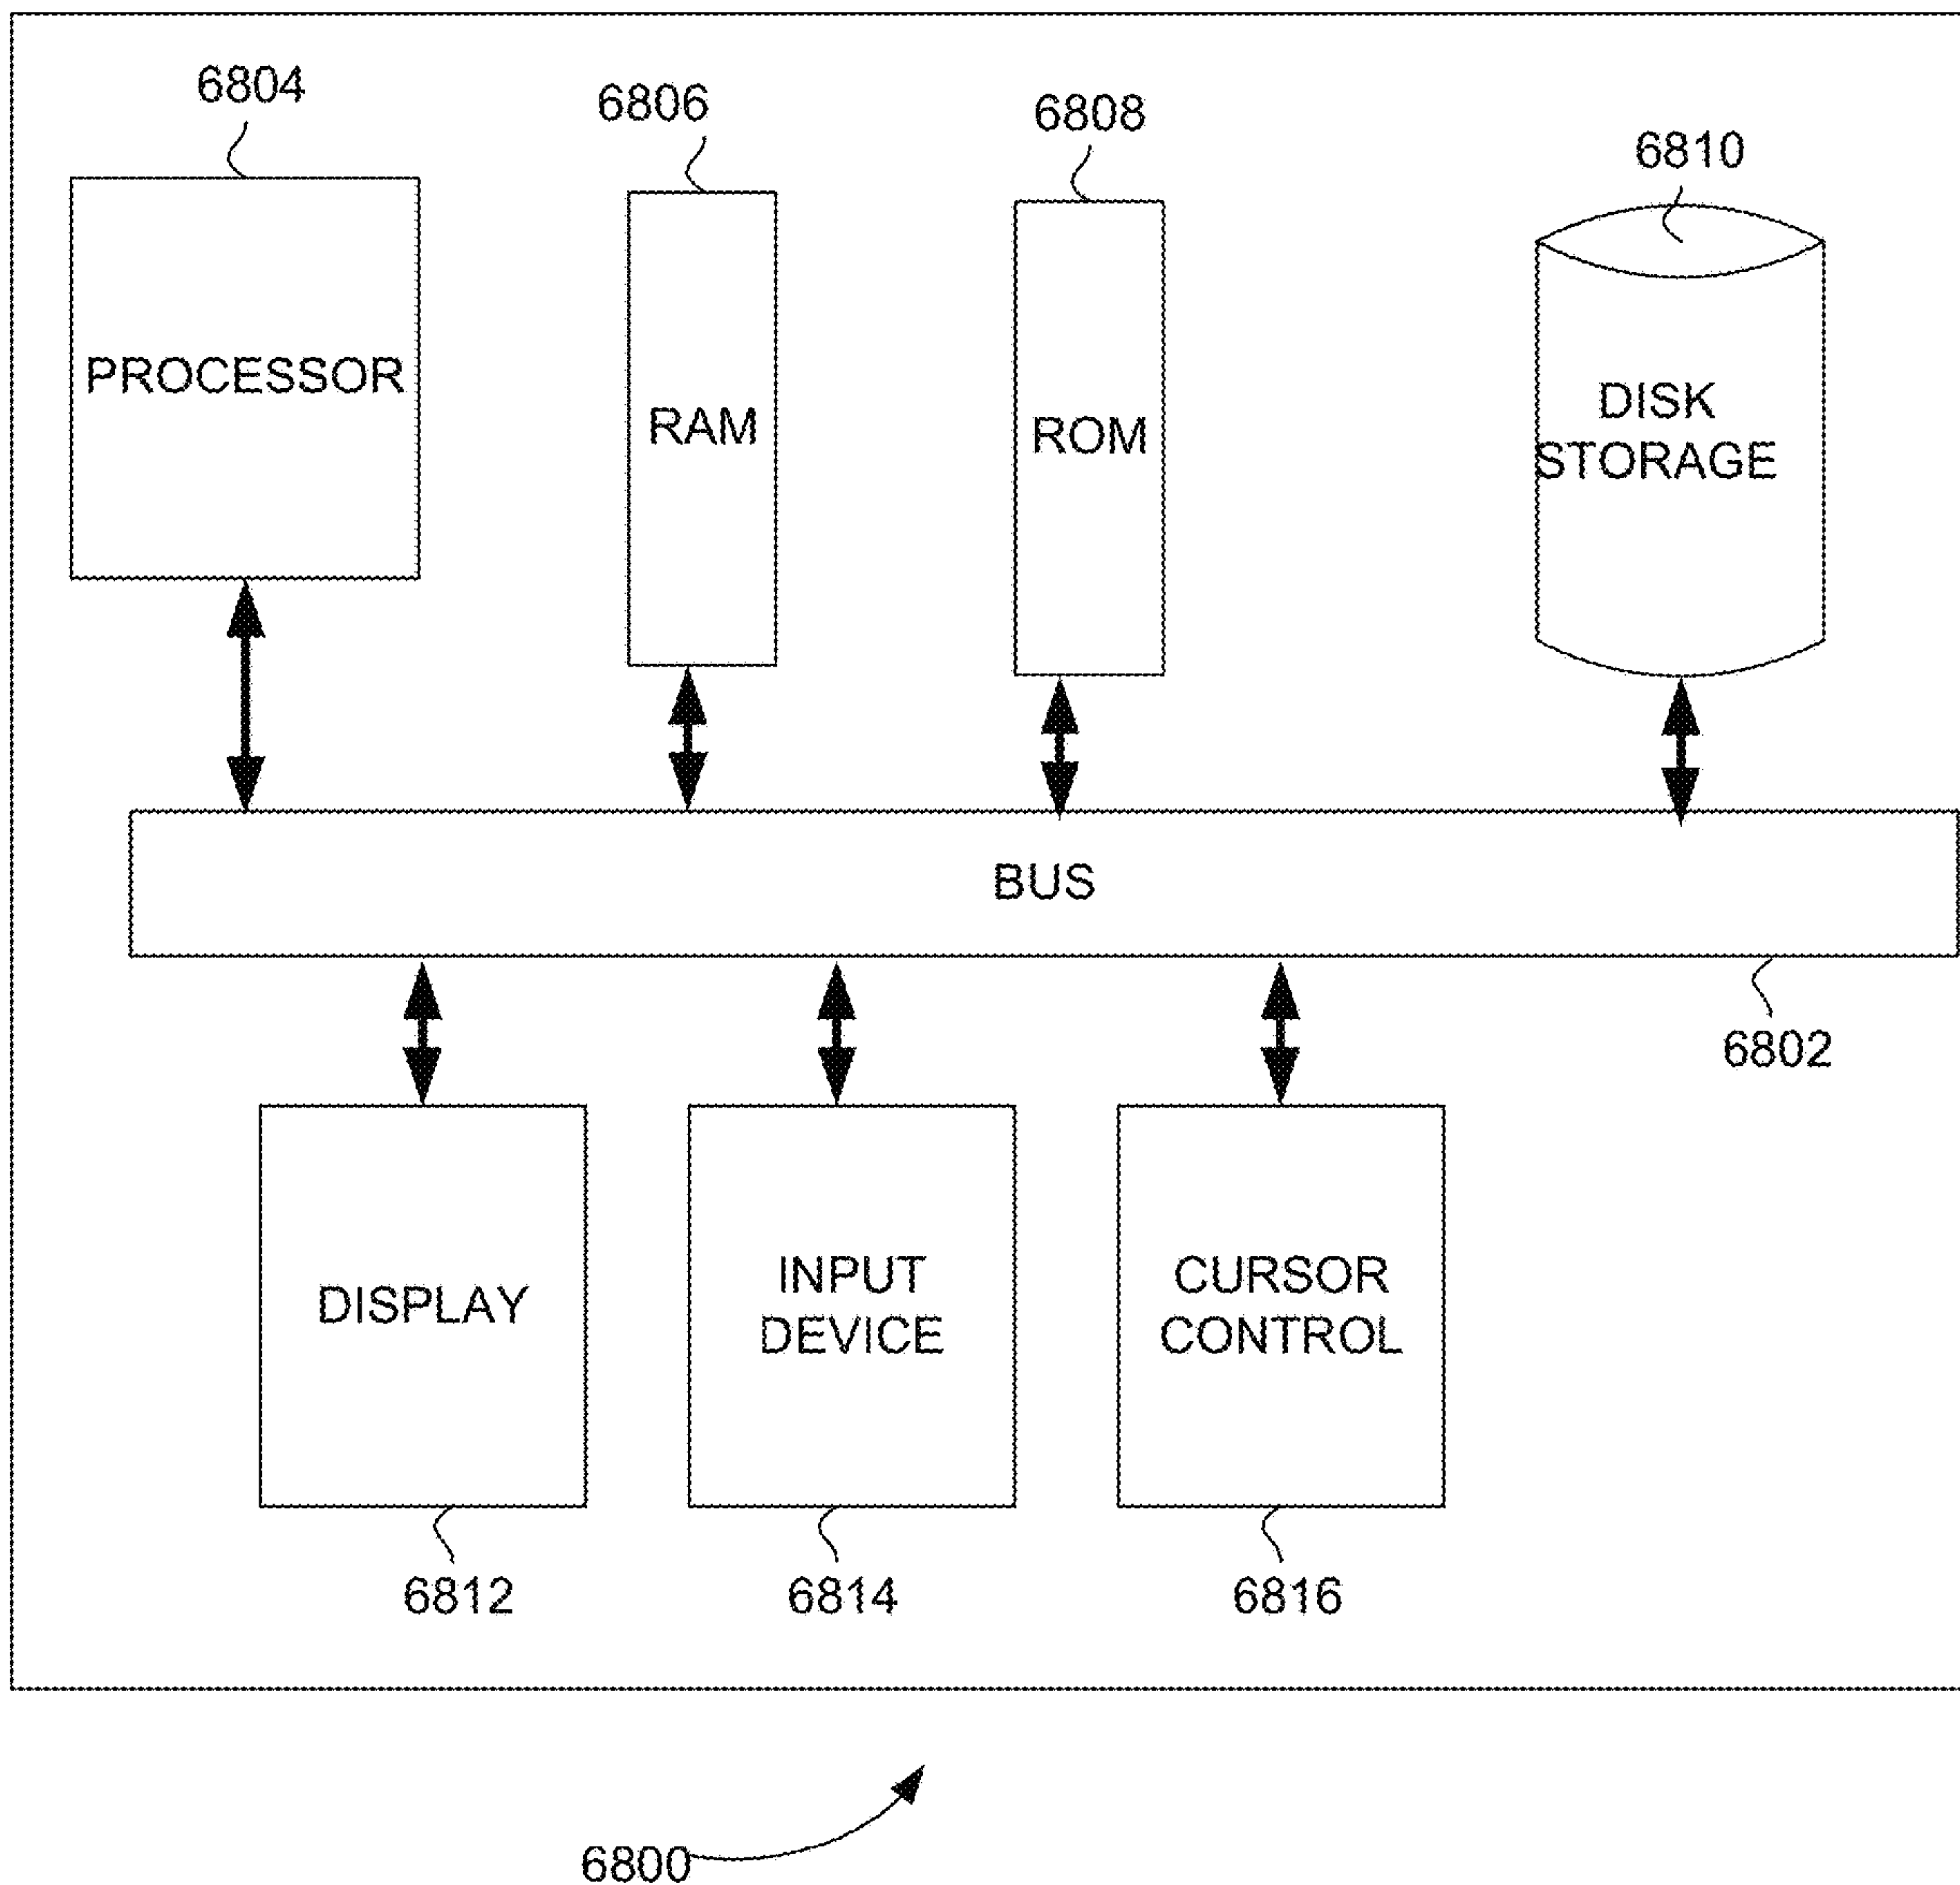 6804
6806
6808
6810
PROCESSOR
RAM
ROM
DISK
STORAGE
BUS
6802
DISPLAY
INPUT
DEVICE
CURSOR
CONTROL
6812
6814
6816
6800